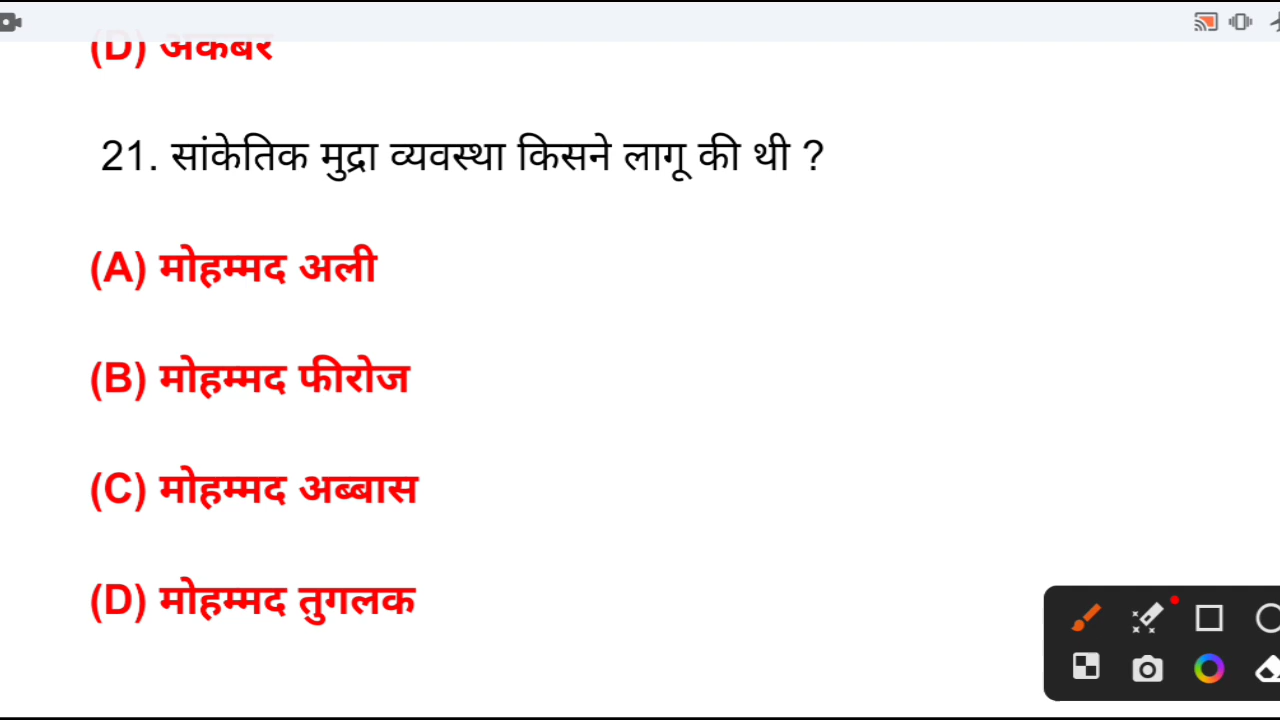 (D) अकबर
21. सांकेतिक मुद्रा व्यवस्था किसने लागू की थी ?
(A) मोहम्मद अली
(B) मोहम्मद फीरोज
(C) मोहम्मद अब्बास
(D) मोहम्मद तुगलक